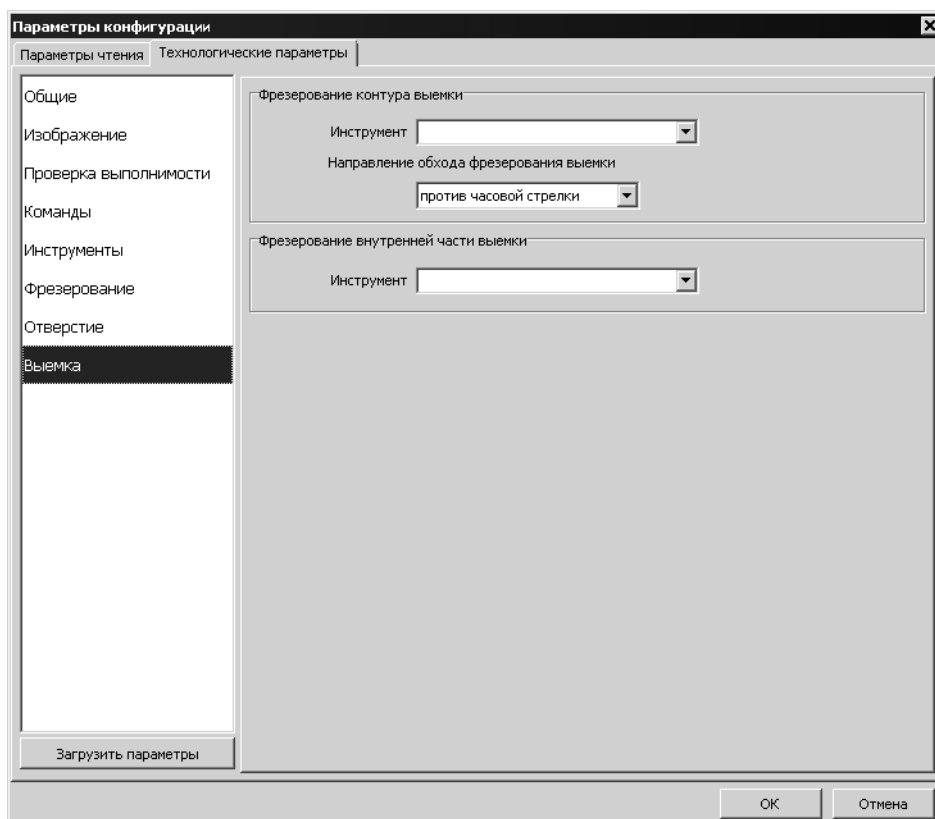 Параметры конфигурации
Параметры чтения Технологические параметры
Общие
Изображение
Проверка выполнимости
Команды
Инструменты
Фрезерование
Отверстие
Выемка
Загрузить параметры
Фрезерование контура выемки
Инструмент
Направление обхода фрезерования выемки
против часовой стрелки
Фрезерование внутренней части выемки
Инструмент
ОК Отмена